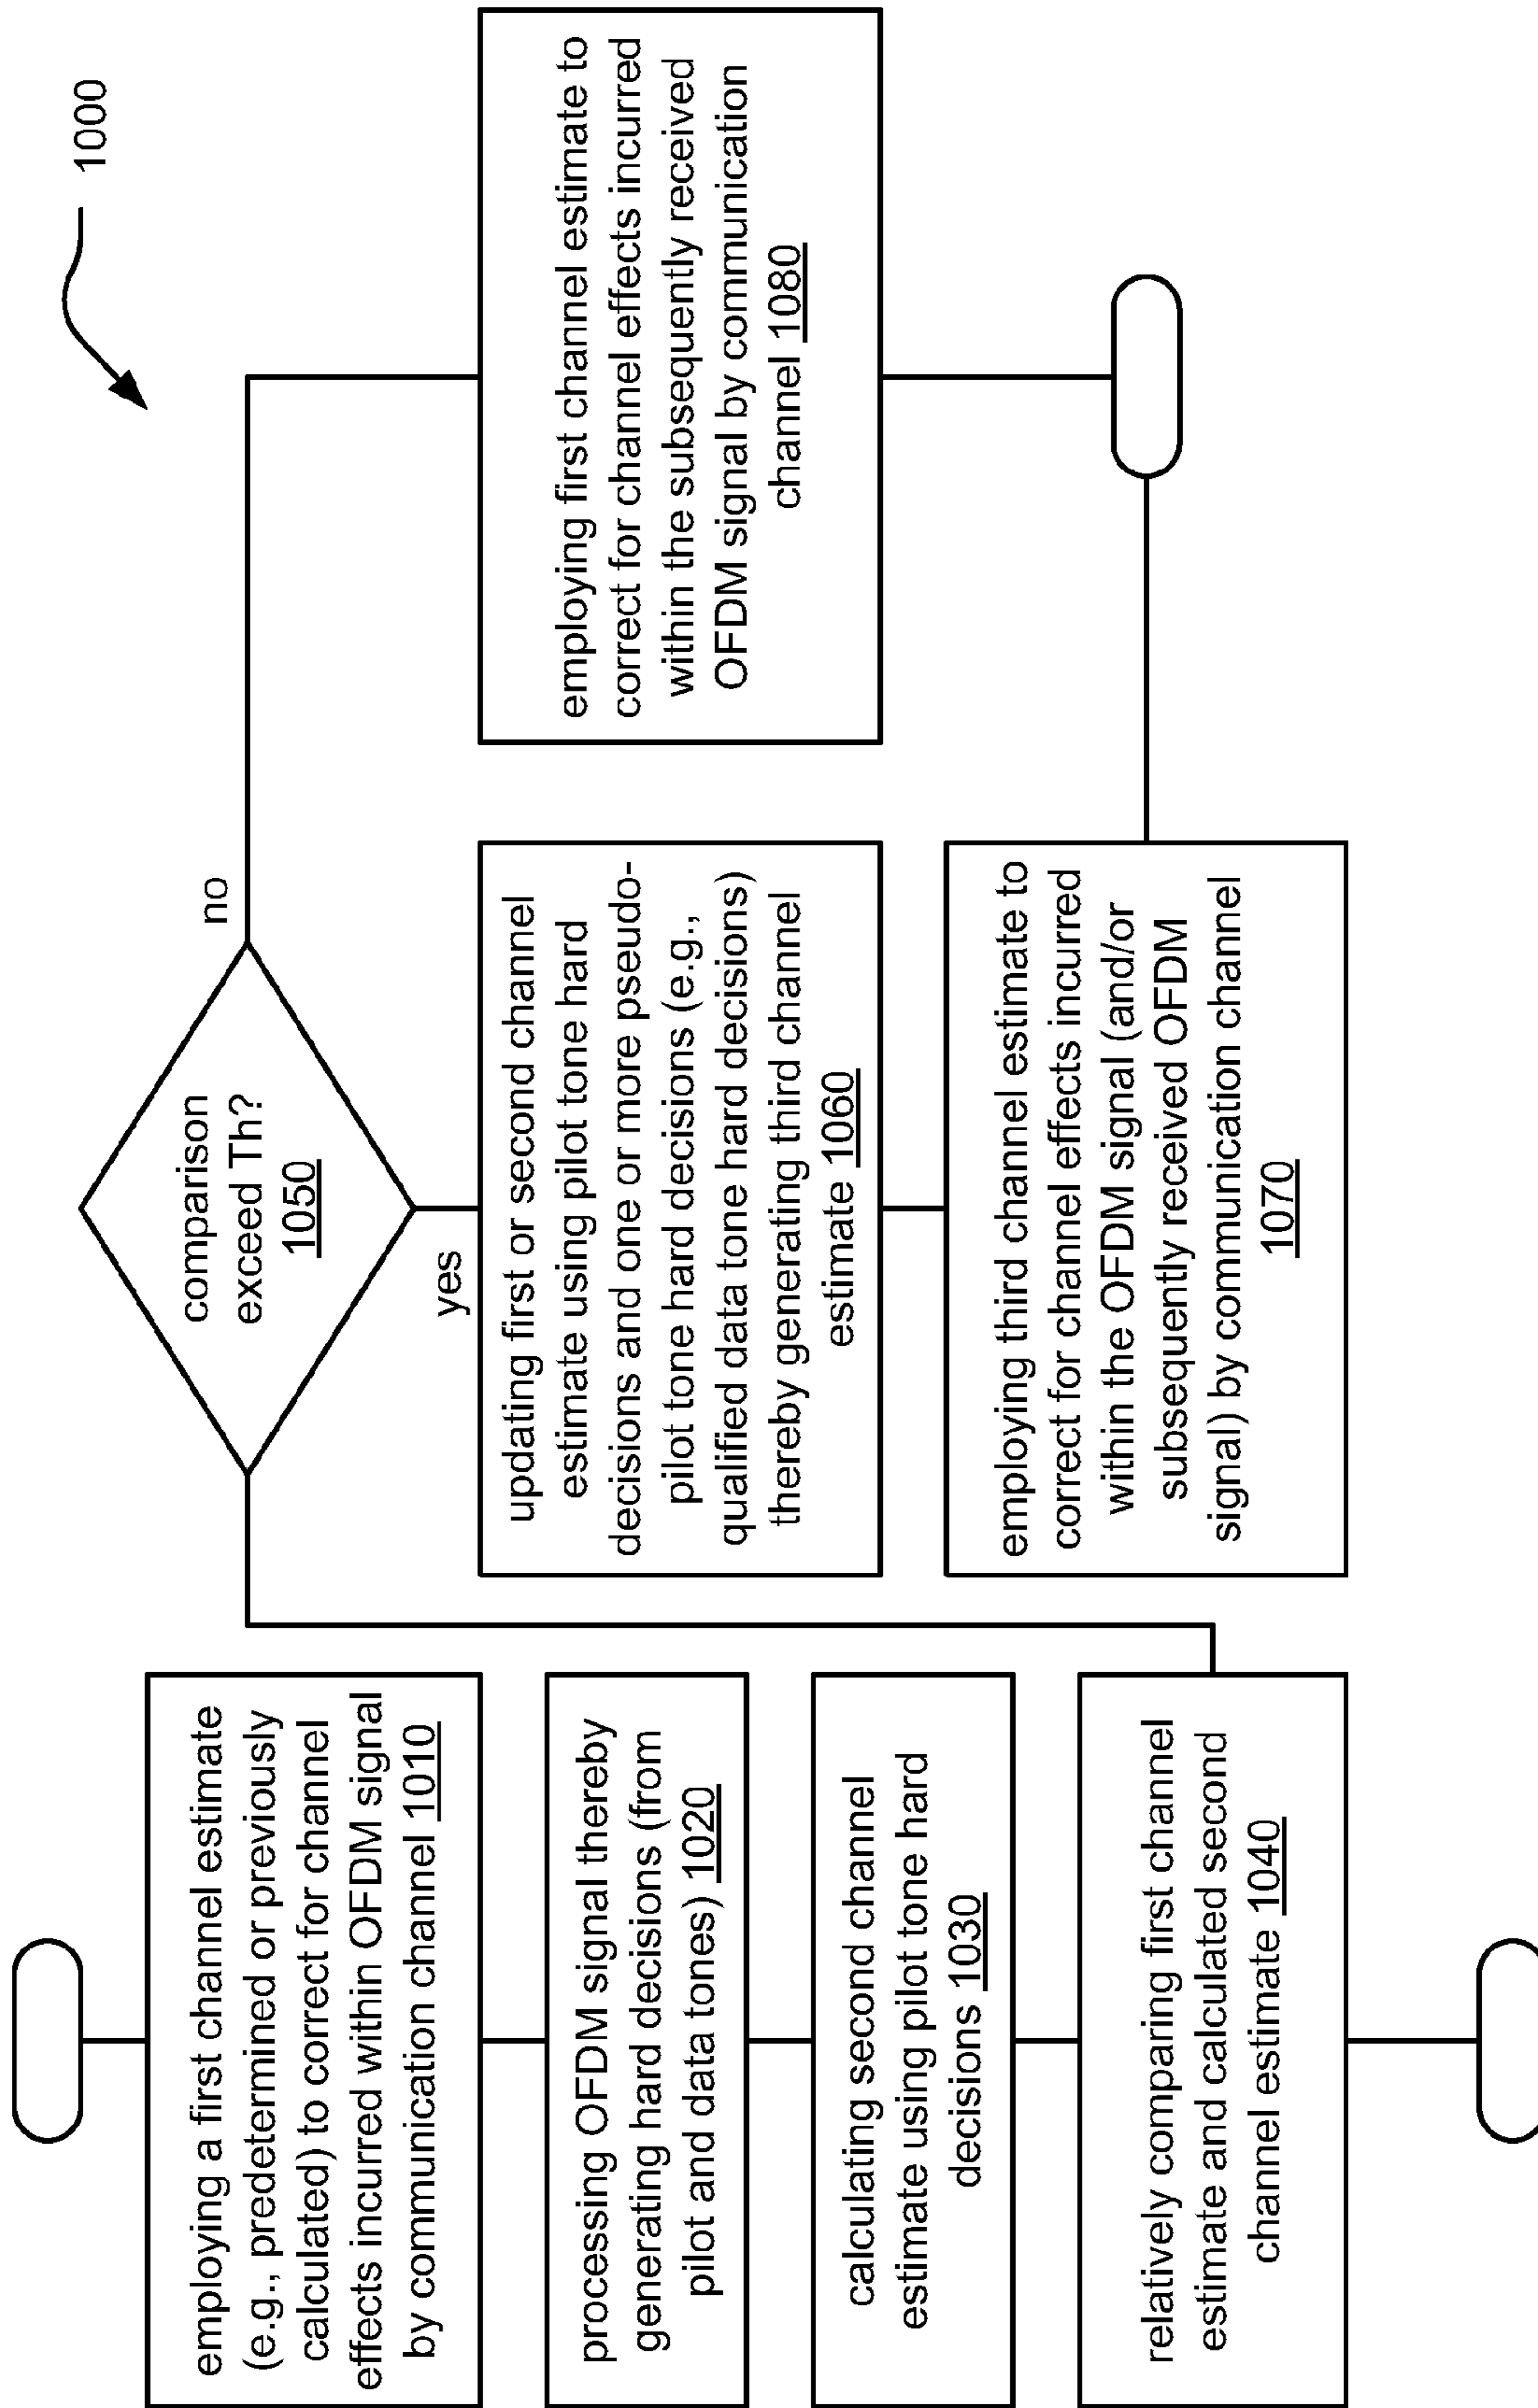 1000
employing a first channel estimate
(e.g., predetermined or previously
calculated) to correct for channel
effects incurred within OFDM signal
by communication channel 1010
processing OFDM signal thereby
generating hard decisions (from
pilot and data tones) 1020
calculating second channel
estimate using pilot tone hard
decisions 1030
relatively comparing first channel
estimate and calculated second
channel estimate 1040
comparison
exceed Th?
1050
no
yes
updating first or second channel
estimate using pilot tone hard
decisions and one or more pseudo-
pilot tone hard decisions (e.g.,
qualified data tone hard decisions)
thereby generating third channel
estimate 1060
employing third channel estimate to
correct for channel effects incurred
within the OFDM signal (and/or
subsequently received OFDM
signal) by communication channel
1070
employing first channel estimate to
correct for channel effects incurred
within the subsequently received
OFDM signal by communication
channel 1080